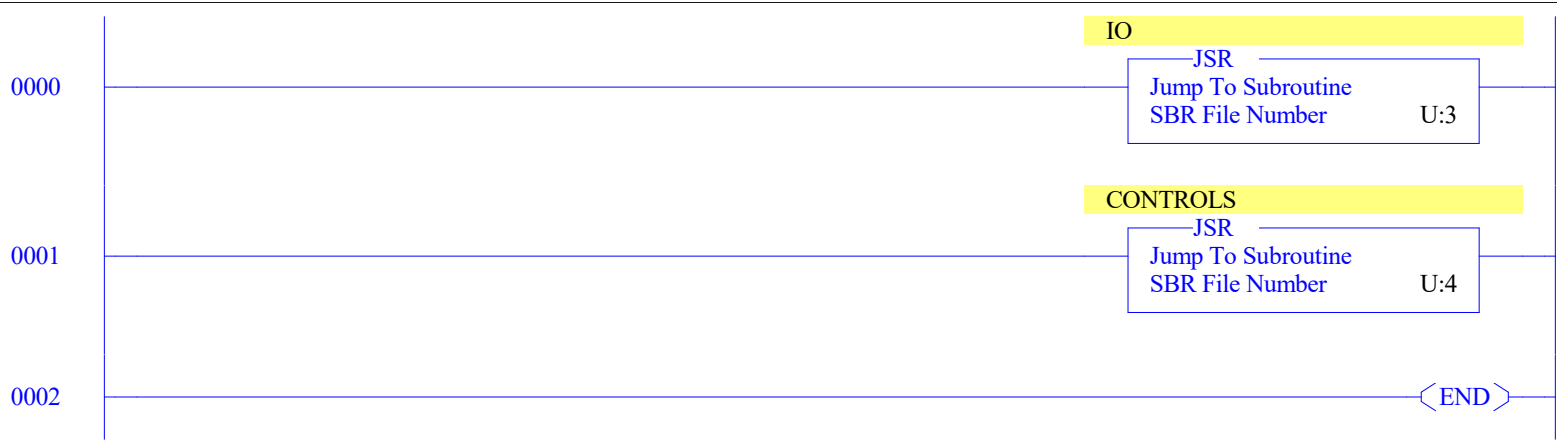 IO
JSR
0000
Jump To Subroutine
SBR File Number U:3
CONTROLS
JSR
0001
Jump To Subroutine
SBR File Number U:4
0002
END